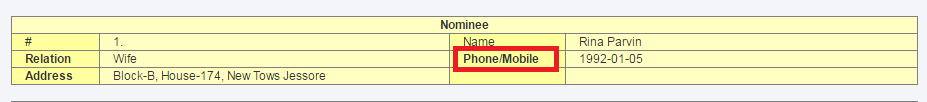 Nominee
# 1. Name Rina Parvin
Relation Wife Phone/Mobile 1992-01-05
Address Block-B, House-174, New Tows Jessore